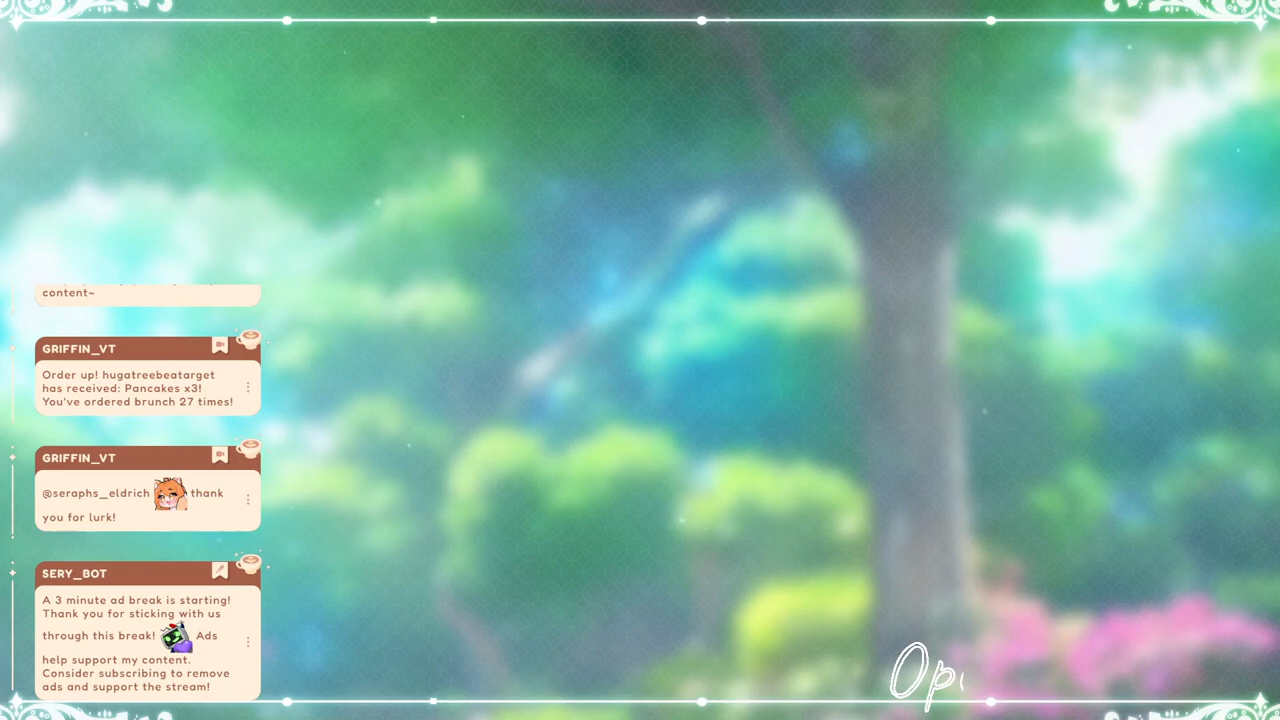 content~
GRIFFIN_VT
Order up! hugatreebeatarget
has received: Pancakes x3!
You've ordered brunch 27 times!
GRIFFIN_VT
@seraphs_eldrich thank
you for lurk!
SERY_BOT
A 3 minute ad break is starting!
Thank you for sticking with us
through this break! Ads
help support my content.
Consider subscribing to remove
ads and support the stream!
Op